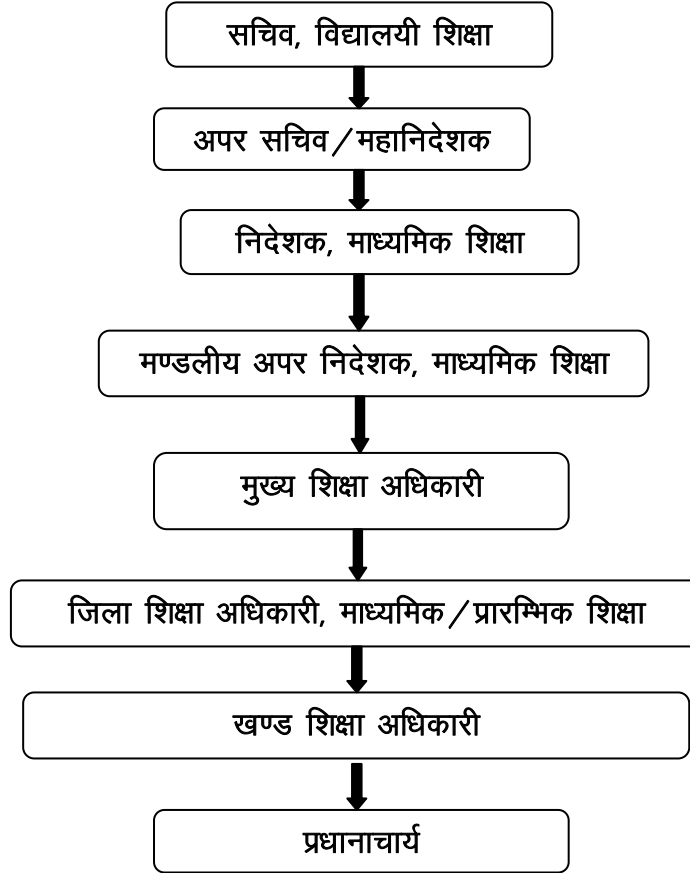 सचिव, विद्यालयी शिक्षा
अपर सचिव/महानिदेशक
निदेशक, माध्यमिक शिक्षा
मण्डलीय अपर निदेशक, माध्यमिक शिक्षा
मुख्य शिक्षा अधिकारी
जिला शिक्षा अधिकारी, माध्यमिक/प्रारम्भिक शिक्षा
खण्ड शिक्षा अधिकारी
प्रधानाचार्य